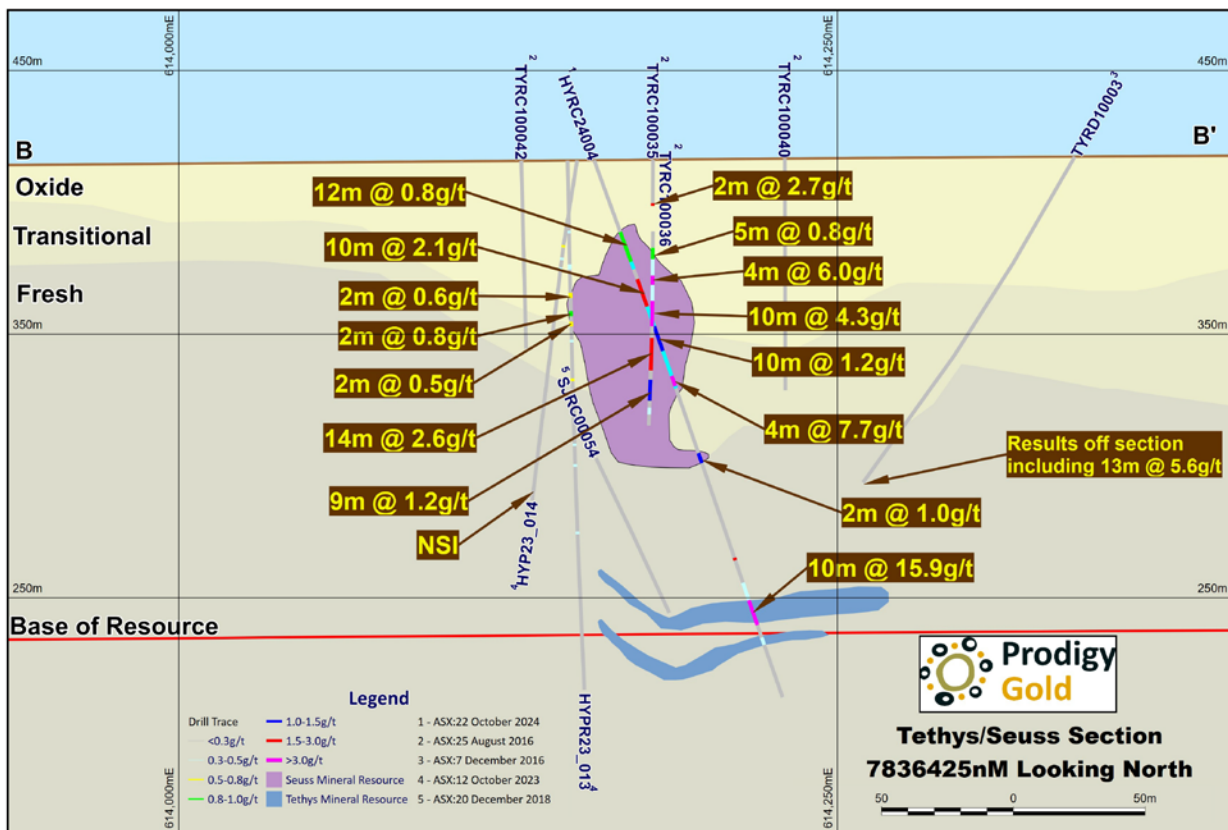 614,000mE
614,250mE
450m
450m
2 TYRC100042
1 HYRC24004
2 TYRC100035
2 TYRC100036
2 TYRC100040
TYRD10003 3
B
B'
Oxide
12m @ 0.8g/t
2m @ 2.7g/t
Transitional
5m @ 0.8g/t
10m @ 2.1g/t
4m @ 6.0g/t
Fresh
2m @ 0.6g/t
10m @ 4.3g/t
350m
350m
2m @ 0.8g/t
10m @ 1.2g/t
2m @ 0.5g/t
5 SJRC00054
14m @ 2.6g/t
4m @ 7.7g/t
Results off section
including 13m @ 5.6g/t
9m @ 1.2g/t
2m @ 1.0g/t
NSI
4 HYP23_014
10m @ 15.9g/t
250m
250m
Base of Resource
HYPR23_013 4
Prodigy
Gold
Legend
Drill Trace
<0.3g/t
0.3-0.5g/t
0.5-0.8g/t
0.8-1.0g/t
1.0-1.5g/t
1.5-3.0g/t
>3.0g/t
Seuss Mineral Resource
Tethys Mineral Resource
1 - ASX:22 October 2024
2 - ASX:25 August 2016
3 - ASX:7 December 2016
4 - ASX:12 October 2023
5 - ASX:20 December 2018
Tethys/Seuss Section
7836425nM Looking North
50
0
50m
614,000mE
614,250mE